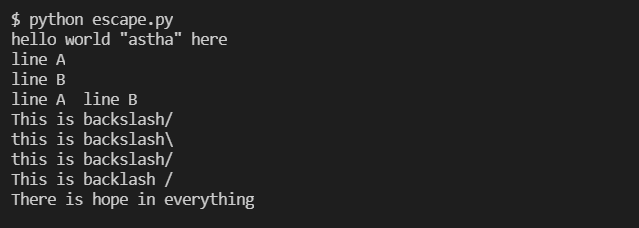 $ python escape.py
hello world "astha" here
line A
line B
line A  line B
This is backslash/
this is backslash\
this is backslash/
This is backlash /
There is hope in everything